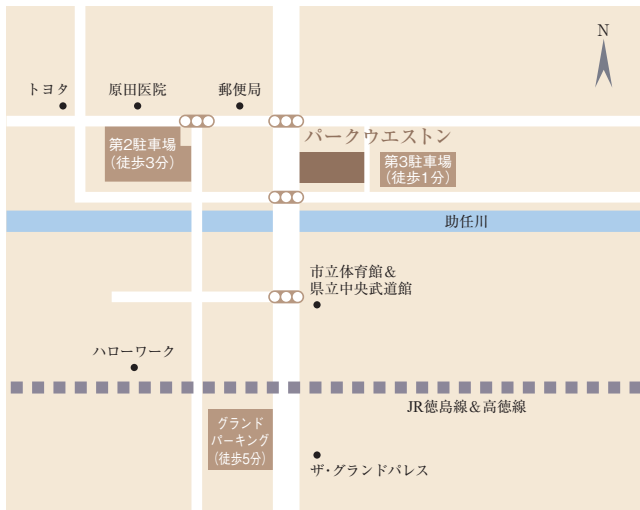 N
トヨタ
原田医院
郵便局
パークウエストン
第2駐車場
（徒歩3分）
第3駐車場
（徒歩1分）
助任川
市立体育館＆
県立中央武道館
ハローワーク
JR徳島線＆高徳線
グランド
パーキング
（徒歩5分）
ザ・グランドパレス